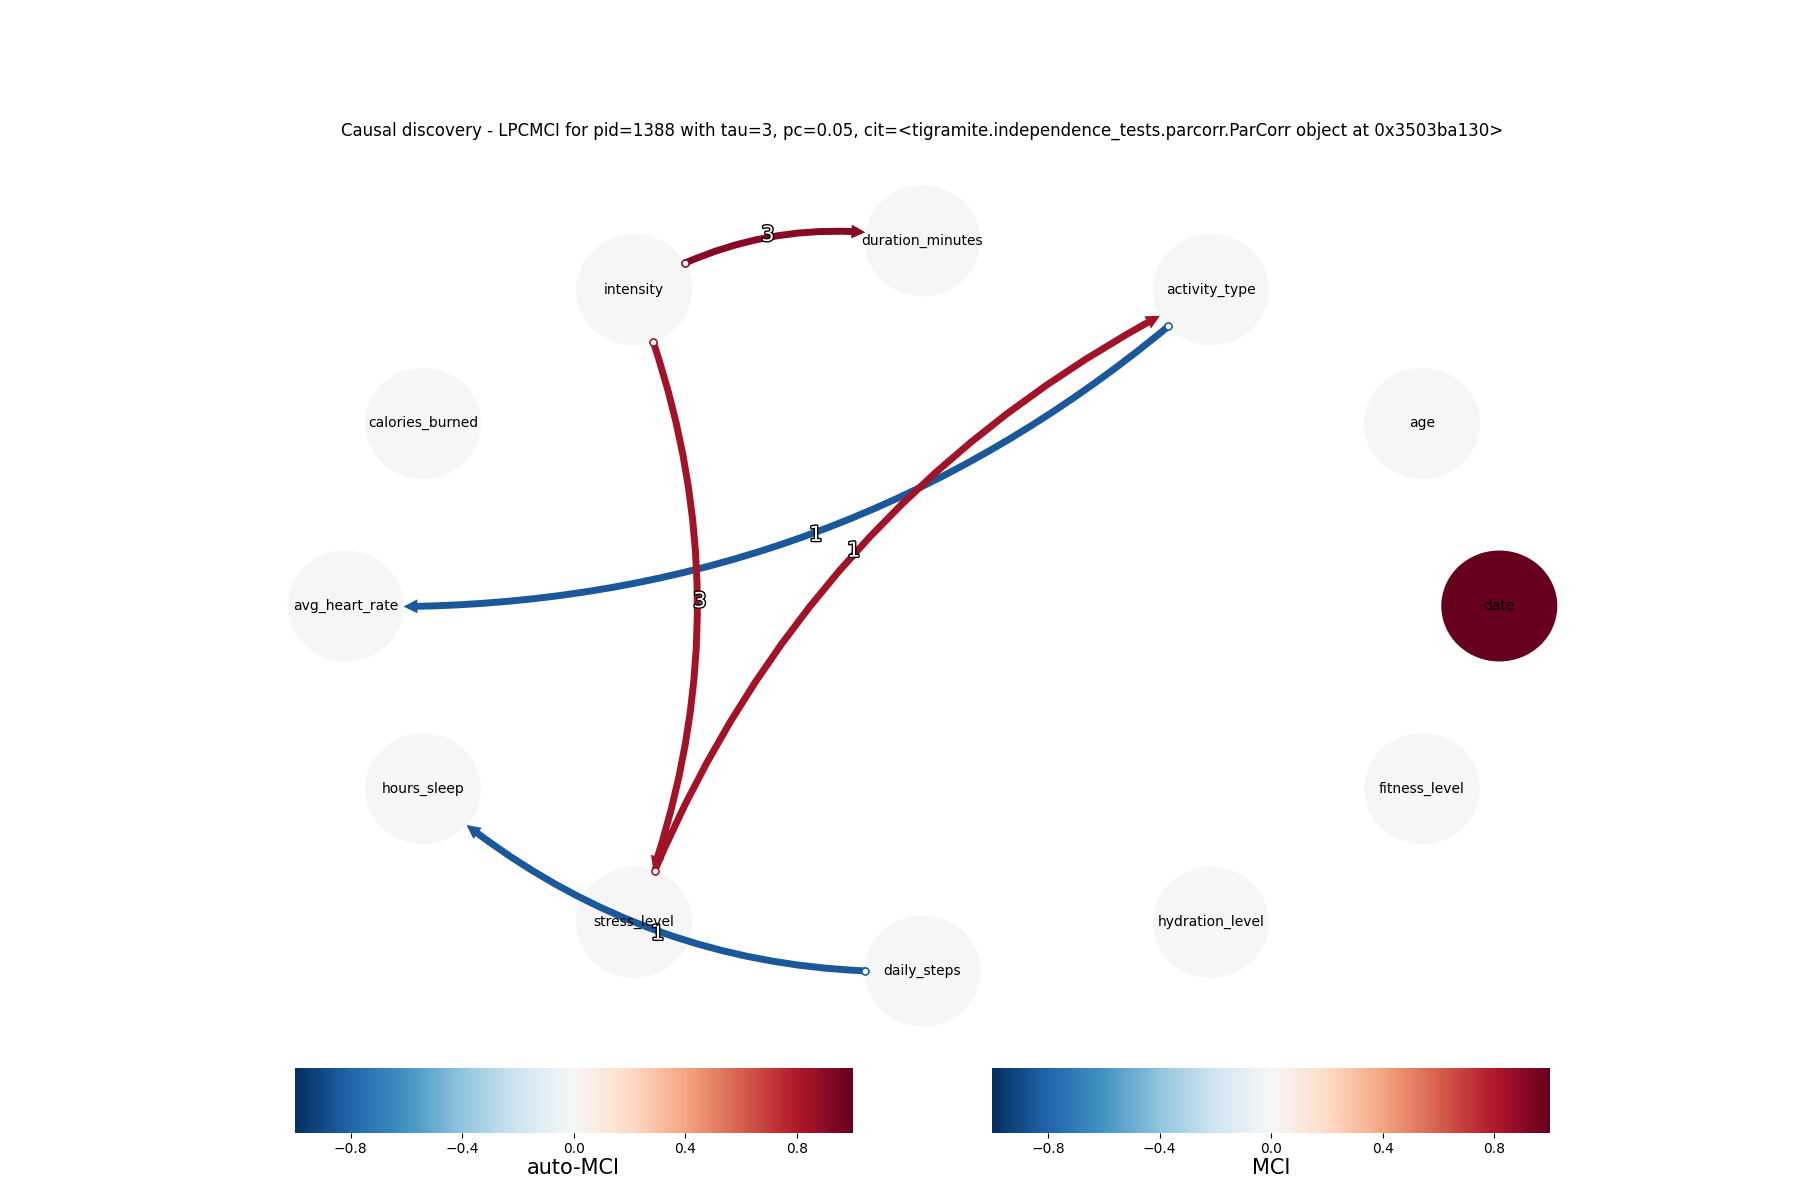 Causal discovery - LPCMCI for pid=1388 with tau=3, pc=0.05, cit=<tigramite.independence_tests.parcorr.ParCorr object at 0x3503ba130>
3
duration_minutes
intensity
activity_type
calories_burned
age
1
1
3
avg_heart_rate
date
hours_sleep
fitness_level
stress_level
1
hydration_level
daily_steps
−0.8 −0.4 0.0 0.4 0.8
auto-MCI
−0.8 −0.4 0.0 0.4 0.8
MCI